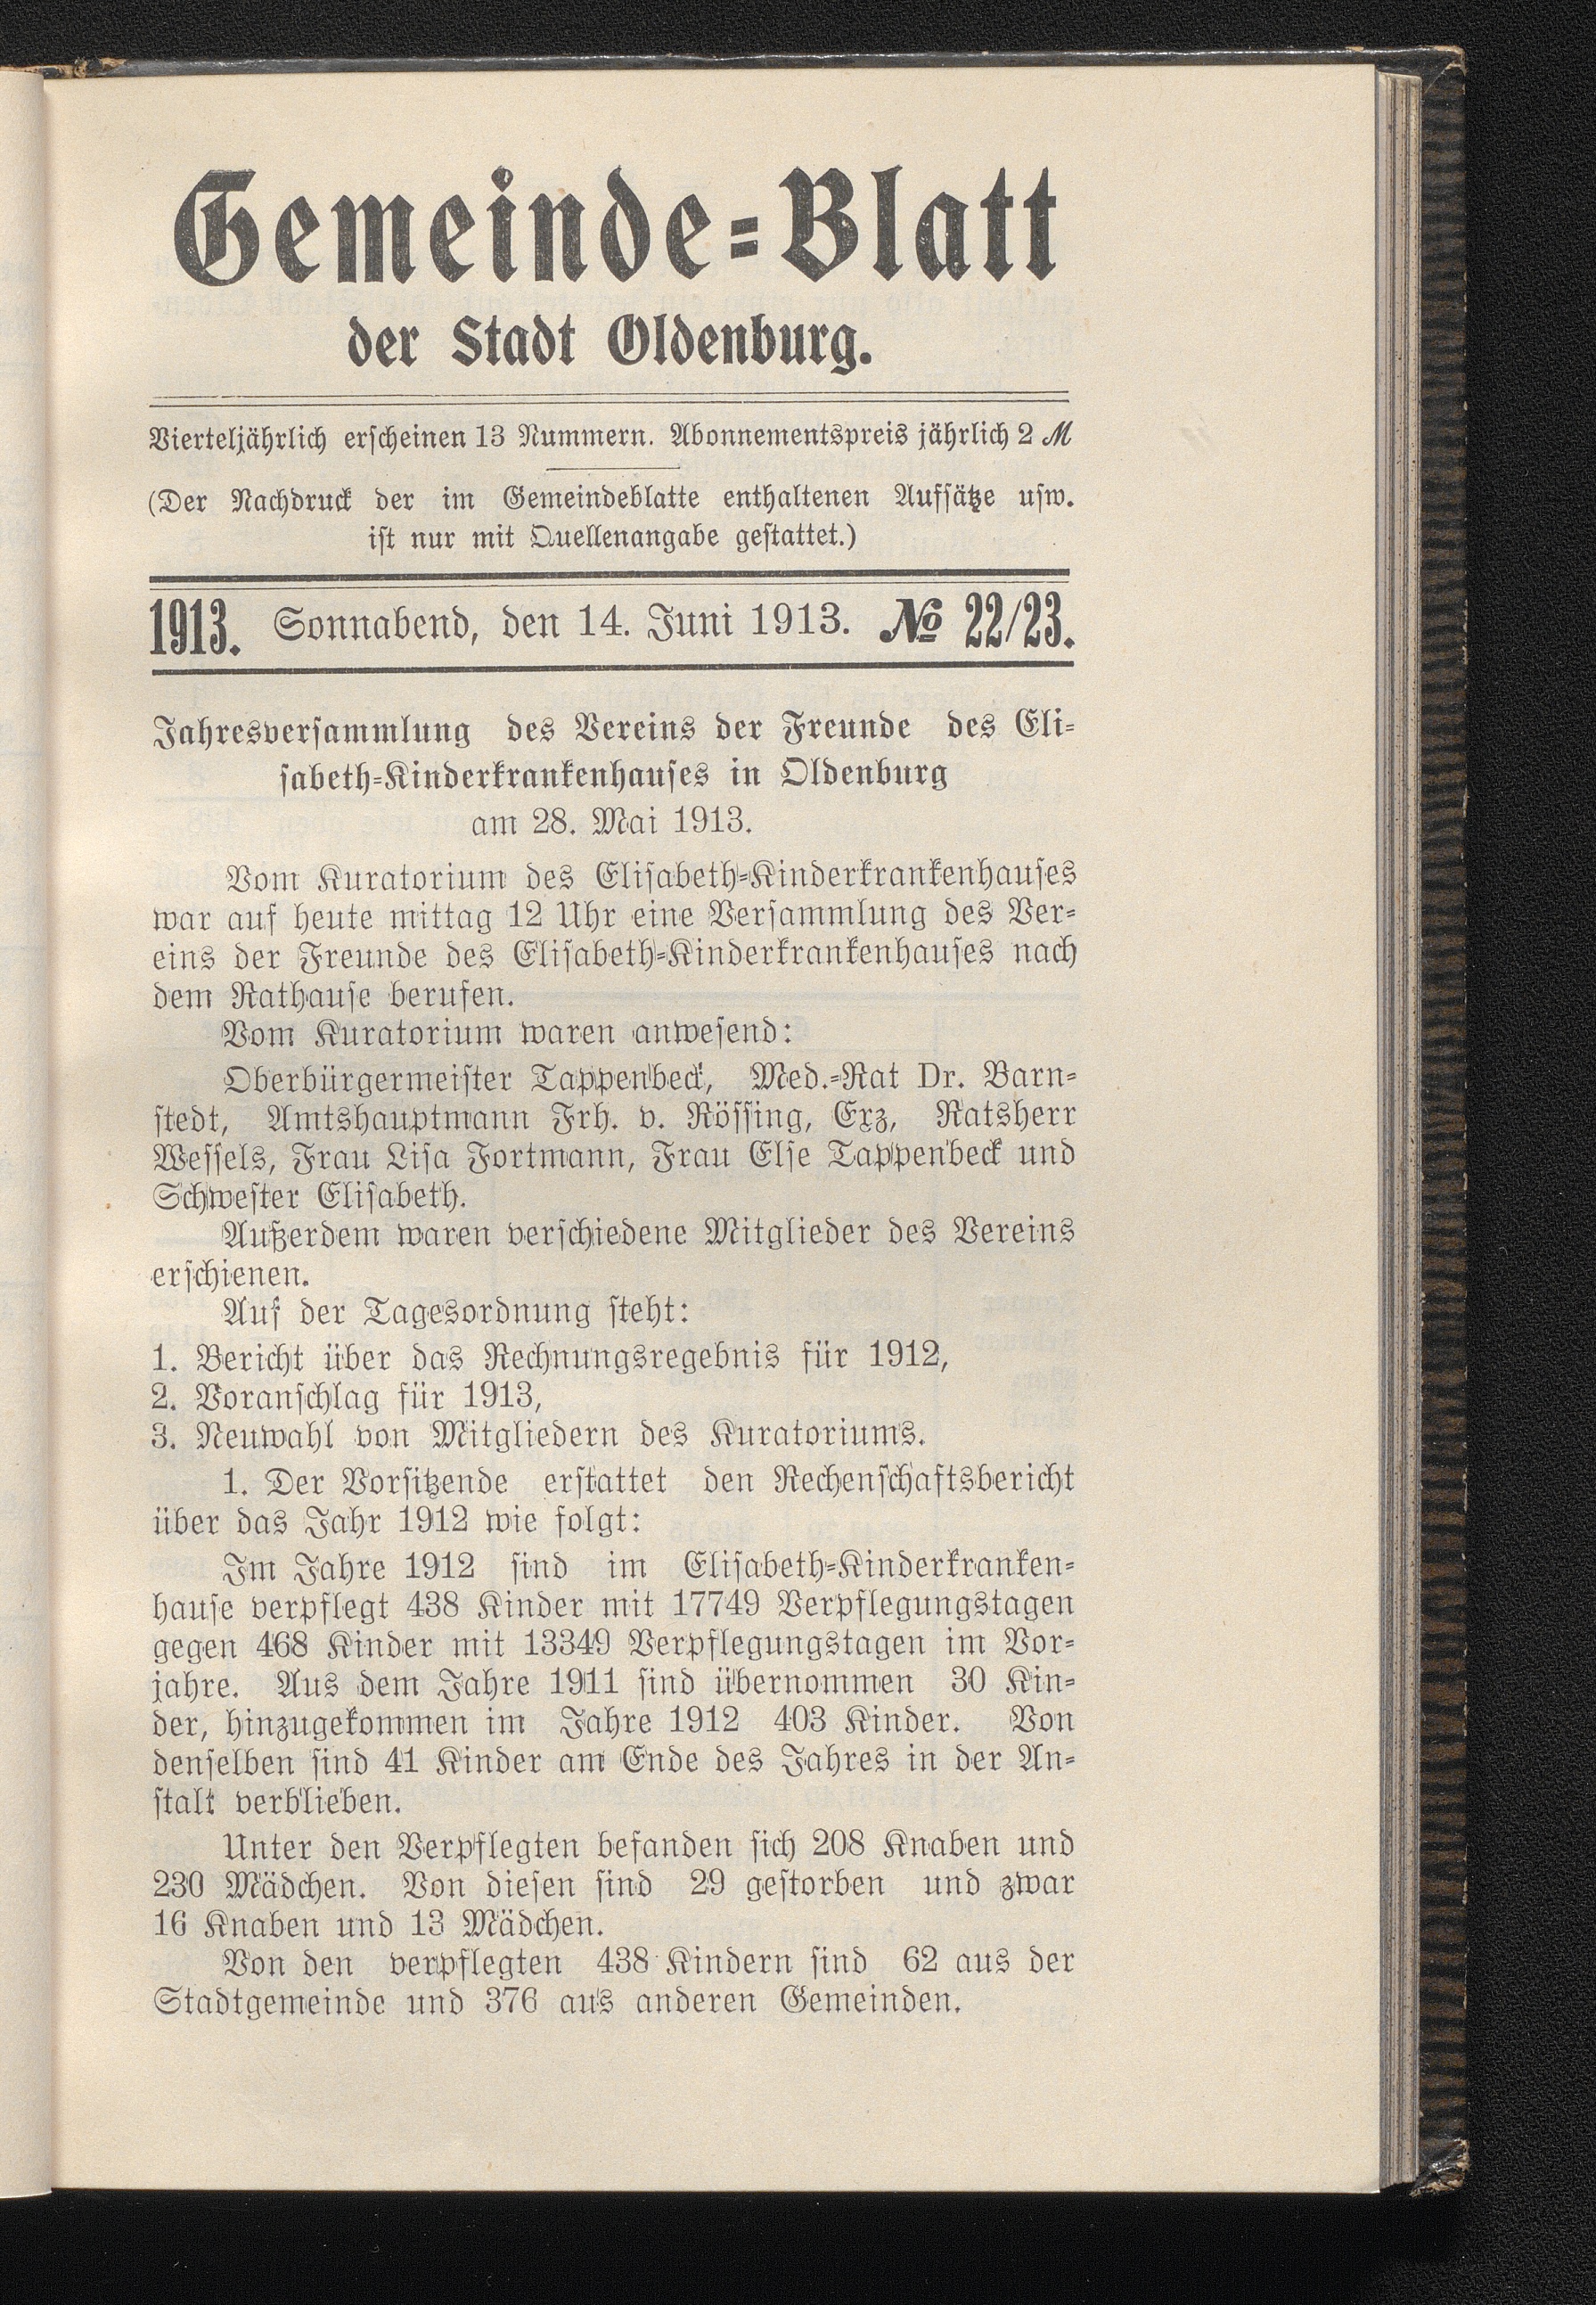 Gemeinde=Blatt
der Stadt Oldenburg.
Vierteljährlich erscheinen 13 Nummern. Abonnementspreis jährlich 2 M
(Der Nachdruck der im Gemeindeblatte enthaltenen Aufsätze usw.
ist nur mit Quellenangabe gestattet.)
1913. Sonnabend, den 14. Juni 1913. № 22/23.
Jahresversammlung des Vereins der Freunde des Eli=
sabeth=Kinderkrankenhauses in Oldenburg
am 28. Mai 1913.
Vom Kuratorium des Elisabeth=Kinderkrankenhauses
war auf heute mittag 12 Uhr eine Versammlung des Ver=
eins der Freunde des Elisabeth=Kinderkrankenhauses nach
dem Rathause berufen.
Vom Kuratorium waren anwesend:
Oberbürgermeister Tappenbeck, Med.=Rat Dr. Barn=
stedt, Amtshauptmann Frh. v. Rössing, Exz, Ratsherr
Wessels, Frau Lisa Fortmann, Frau Else Tappenbeck und
Schwester Elisabeth.
Außerdem waren verschiedene Mitglieder des Vereins
erschienen.
Auf der Tagesordnung steht:
1. Bericht über das Rechnungsregebnis für 1912,
2. Voranschlag für 1913,
3. Neuwahl von Mitgliedern des Kuratoriums.
1. Der Vorsitzende erstattet den Rechenschaftsbericht
über das Jahr 1912 wie folgt:
Im Jahre 1912 sind im Elisabeth=Kinderkranken=
hause verpflegt 438 Kinder mit 17749 Verpflegungstagen
gegen 468 Kinder mit 13349 Verpflegungstagen im Vor=
jahre. Aus dem Jahre 1911 sind übernommen 30 Kin=
der, hinzugekommen im Jahre 1912 403 Kinder. Von
denselben sind 41 Kinder am Ende des Jahres in der An=
stalt verblieben.
Unter den Verpflegten befanden sich 208 Knaben und
230 Mädchen. Von diesen sind 29 gestorben und zwar
16 Knaben und 13 Mädchen.
Von den verpflegten 438 Kindern sind 62 aus der
Stadtgemeinde und 376 aus anderen Gemeinden.